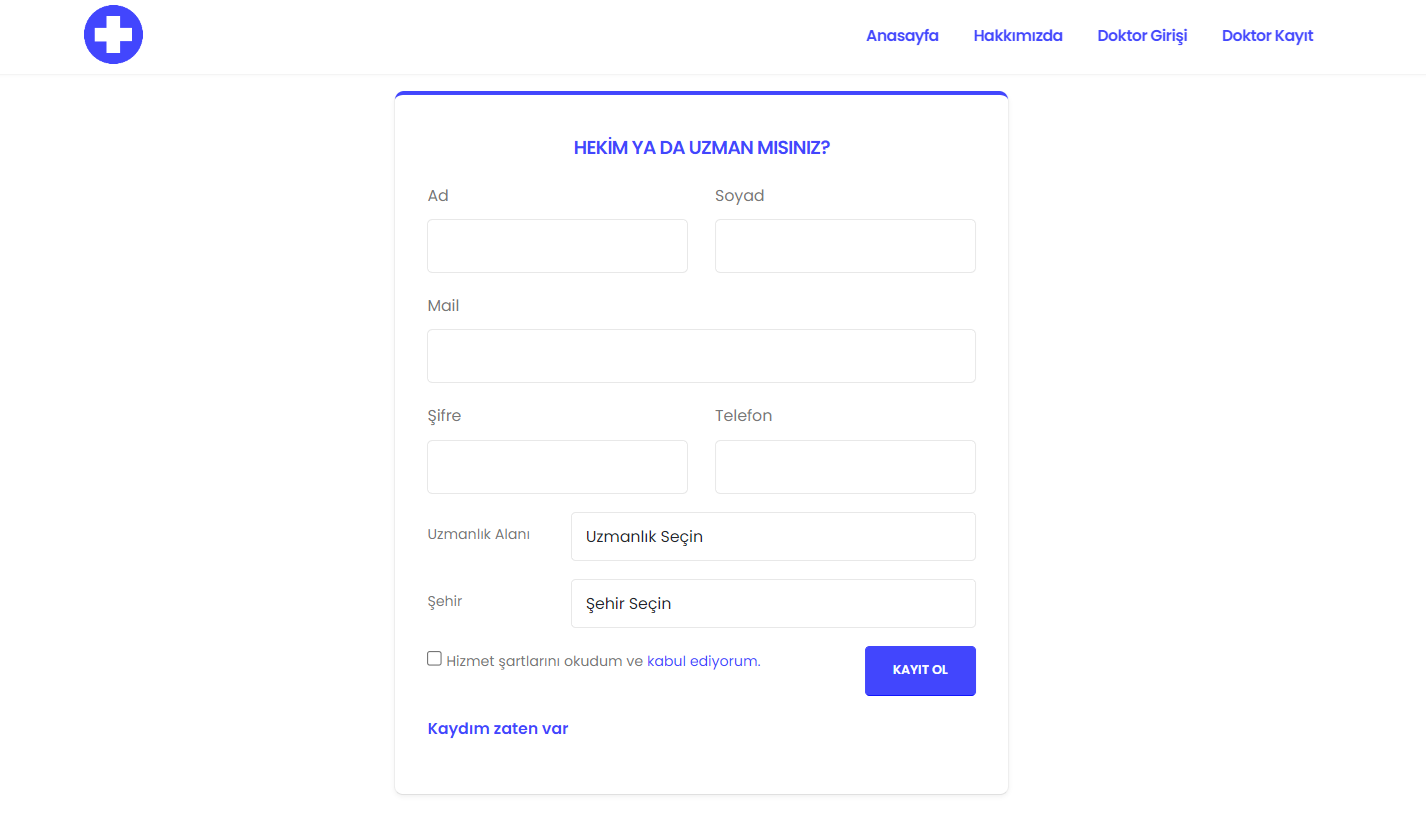 Anasayfa Hakkımızda Doktor Girişi Doktor Kayıt
HEKİM YA DA UZMAN MISINIZ?
Ad Soyad
Mail
Şifre Telefon
Uzmanlık Alanı Uzmanlık Seçin
Şehir Şehir Seçin
Hizmet şartlarını okudum ve kabul ediyorum. KAYIT OL
Kaydım zaten var